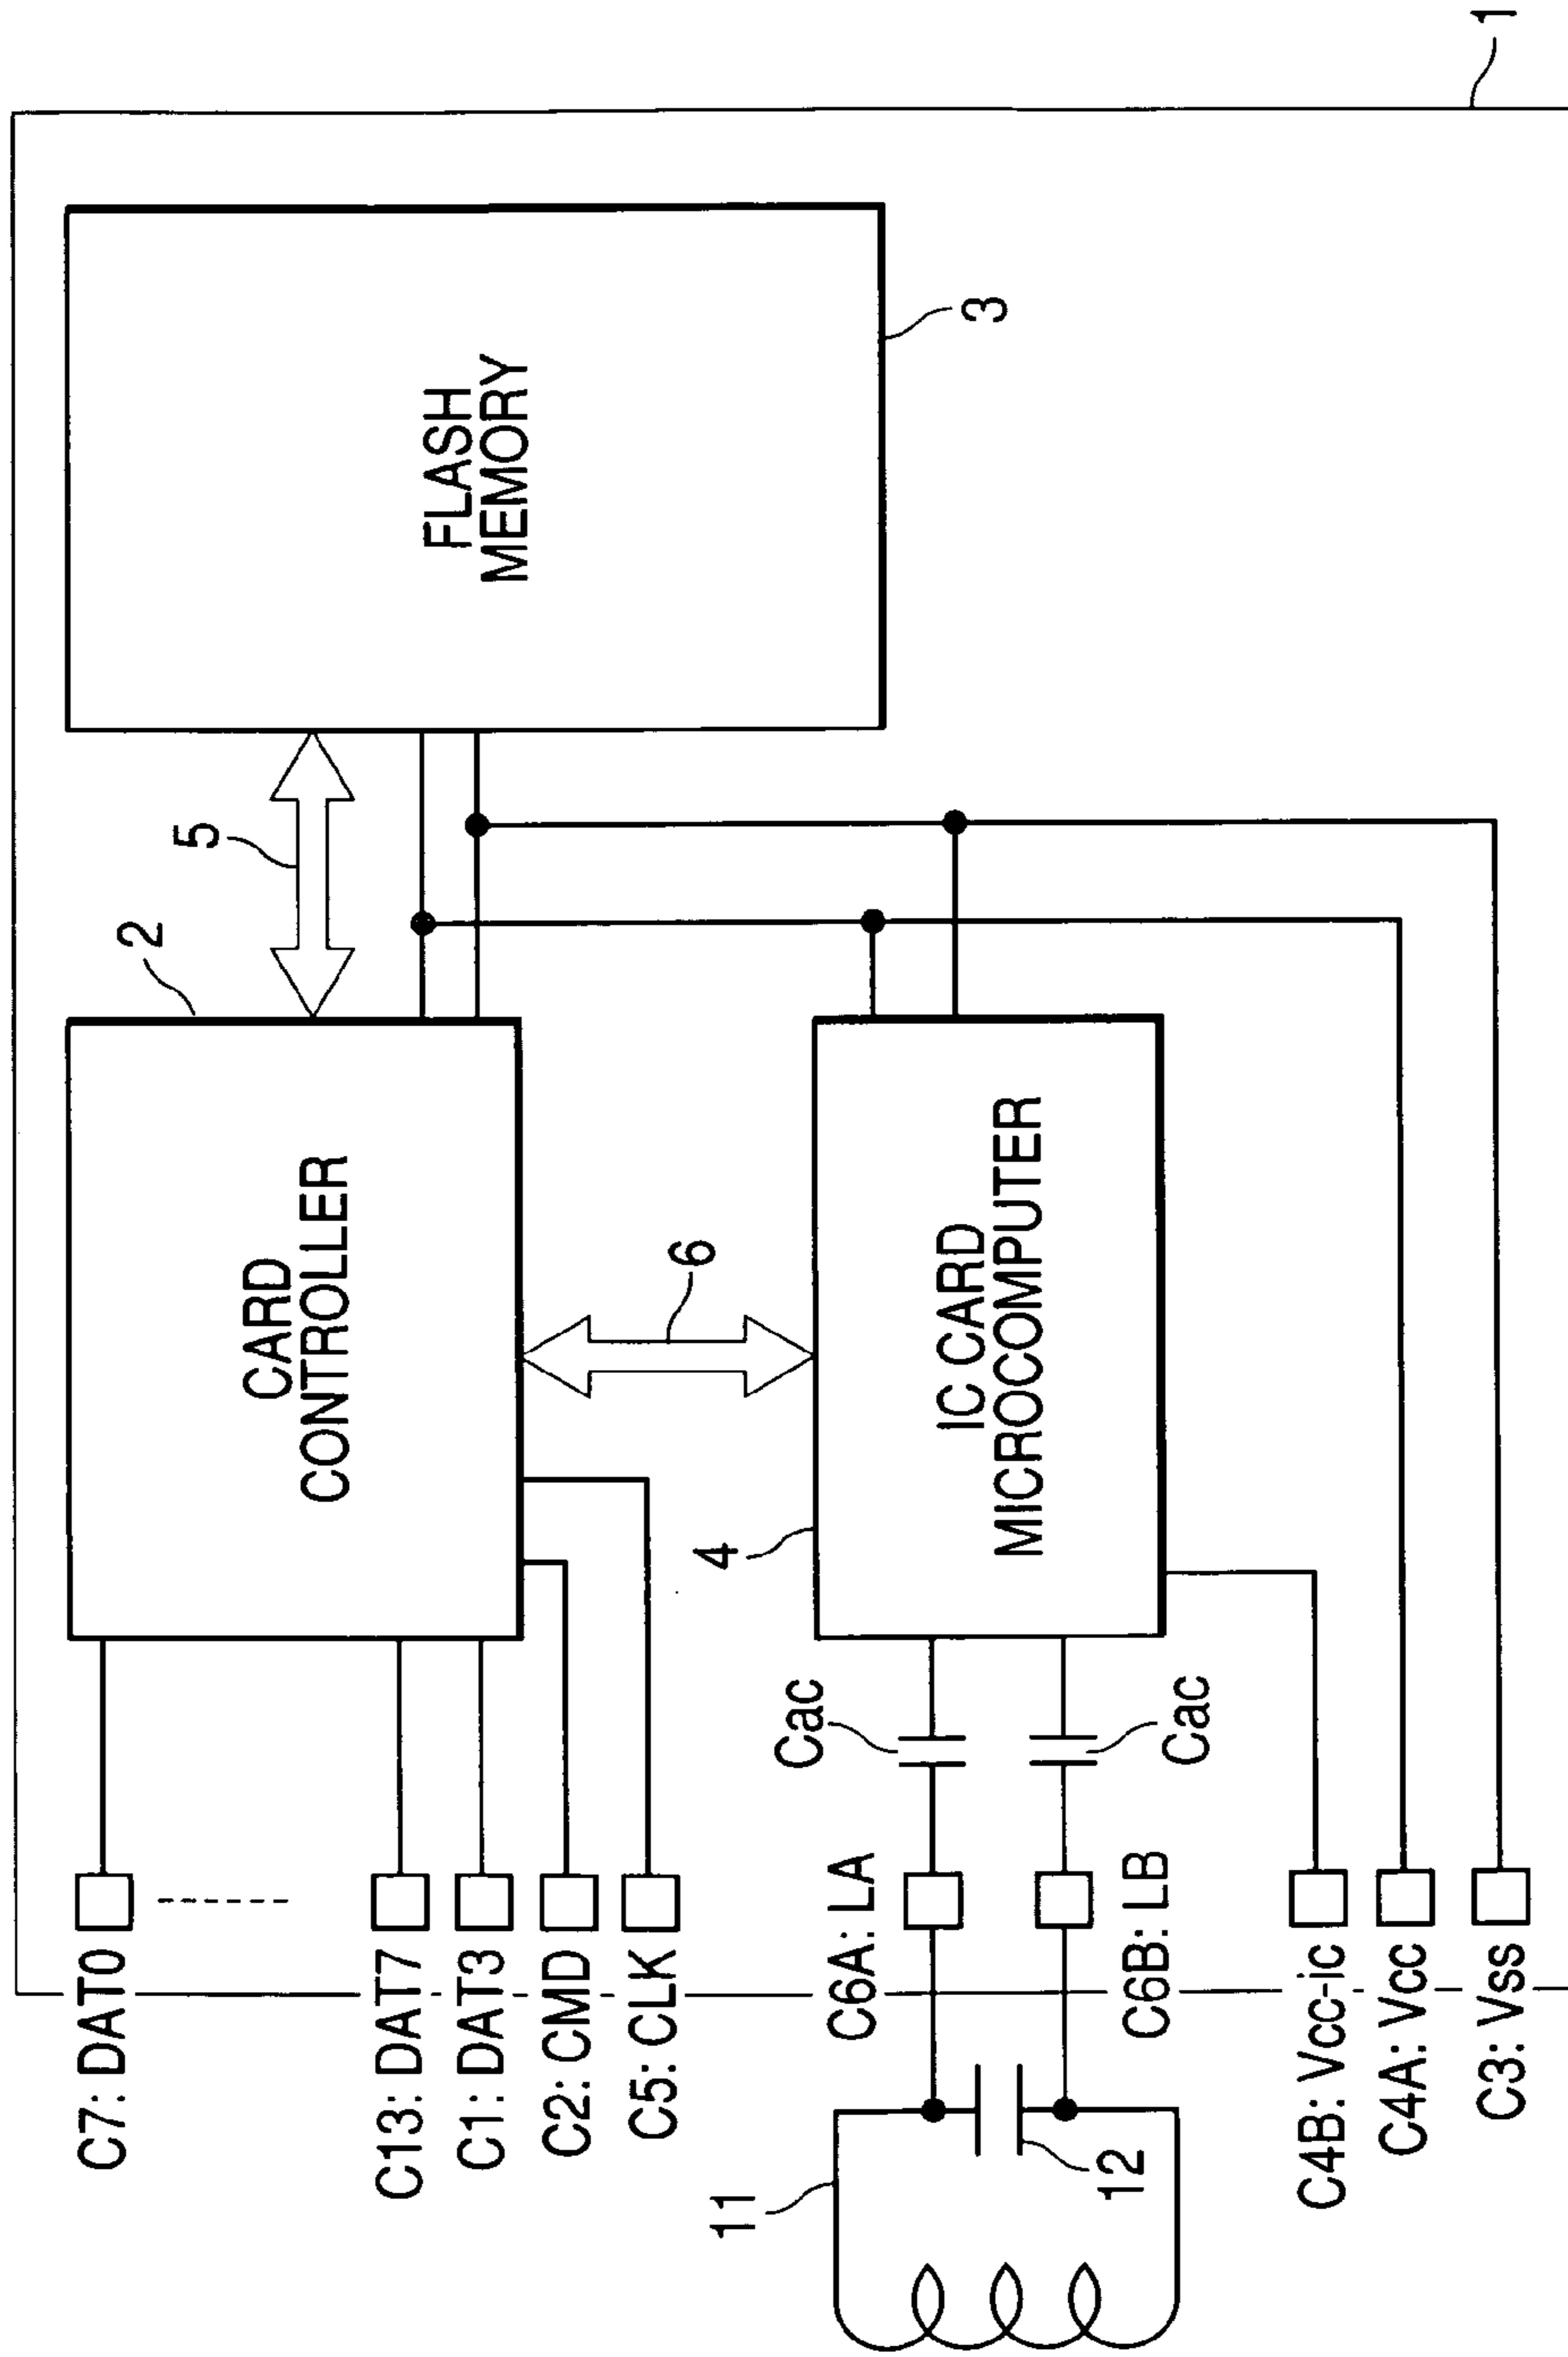 1
FLASH
MEMORY
3
5
2
CARD
CONTROLLER
6
IC CARD
MICROCOMPUTER
4
Cac
Cac
C7: DAT0
C13: DAT7
C1: DAT3
C2: CMD
C5: CLK
C6A: LA
C6B: LB
C4B: Vcc-ic
C4A: Vcc
C3: Vss
11
12